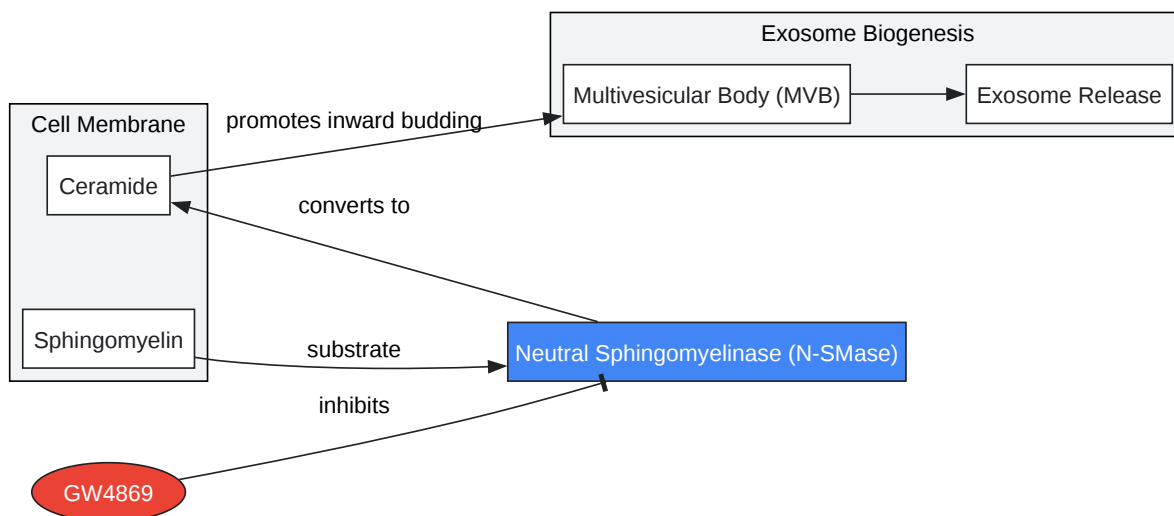 Exosome Biogenesis
Multivesicular Body (MVB)
Exosome Release
Cell Membrane
promotes inward budding
Ceramide
converts to
Sphingomyelin
substrate
Neutral Sphingomyelinase (N-SMase)
inhibits
GW4869